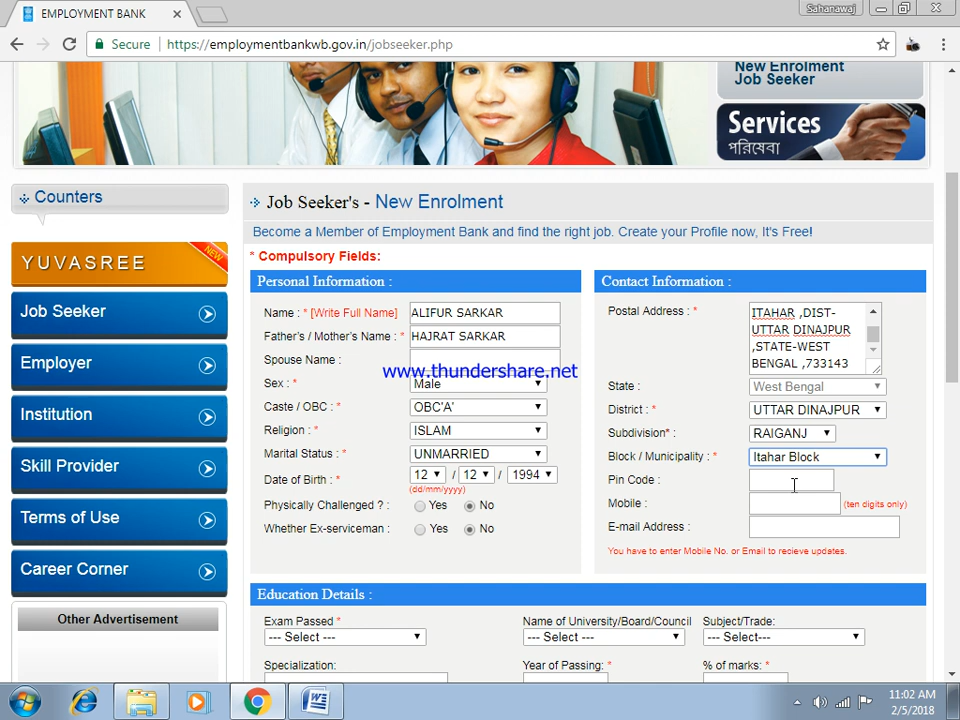 EMPLOYMENT BANK
Sahanawaj
Secure
https://employmentbankwb.gov.in/jobseeker.php
New Enrolment
Job Seeker
Services
পরিষেবা
Counters
YUVASREE
NEW
Job Seeker
Employer
Institution
Skill Provider
Terms of Use
Career Corner
Other Advertisement
Job Seeker's - New Enrolment
Become a Member of Employment Bank and find the right job. Create your Profile now, It's Free!
* Compulsory Fields:
Personal Information :
Name : * [Write Full Name] ALIFUR SARKAR
Father's / Mother's Name : * HAJRAT SARKAR
Spouse Name :
www.thundershare.net
Sex : * Male
Caste / OBC : * OBC'A'
Religion : * ISLAM
Marital Status : * UNMARRIED
Date of Birth : * 12 / 12 / 1994
(dd/mm/yyyy)
Physically Challenged ? : Yes No
Whether Ex-serviceman : Yes No
Contact Information :
Postal Address : * ITAHAR ,DIST-
UTTAR DINAJPUR
,STATE-WEST
BENGAL ,733143
State : West Bengal
District : * UTTAR DINAJPUR
Subdivision* : RAIGANJ
Block / Municipality : * Itahar Block
Pin Code :
Mobile : (ten digits only)
E-mail Address :
You have to enter Mobile No. or Email to recieve updates.
Education Details :
Exam Passed * Name of University/Board/Council Subject/Trade: *
--- Select --- --- Select --- --- Select---
Specialization: Year of Passing: * % of marks: *
11:02 AM
2/5/2018